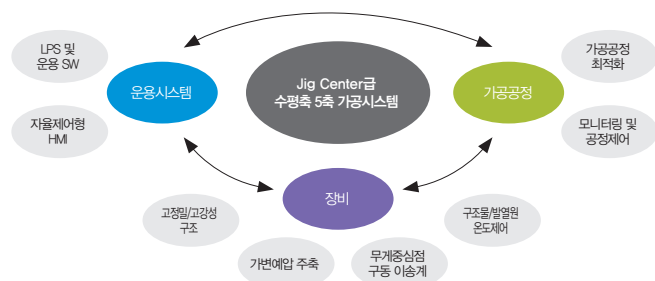 LPS 및
운용 SW
자율제어형
HMI
운용시스템
Jig Center급
수평축 5축 가공시스템
가공공정
가공공정
최적화
모니터링 및
공정제어
장비
고정밀/고강성
구조
가변예압 주축
무게중심점
구동 이송계
구조물/발열원
온도제어